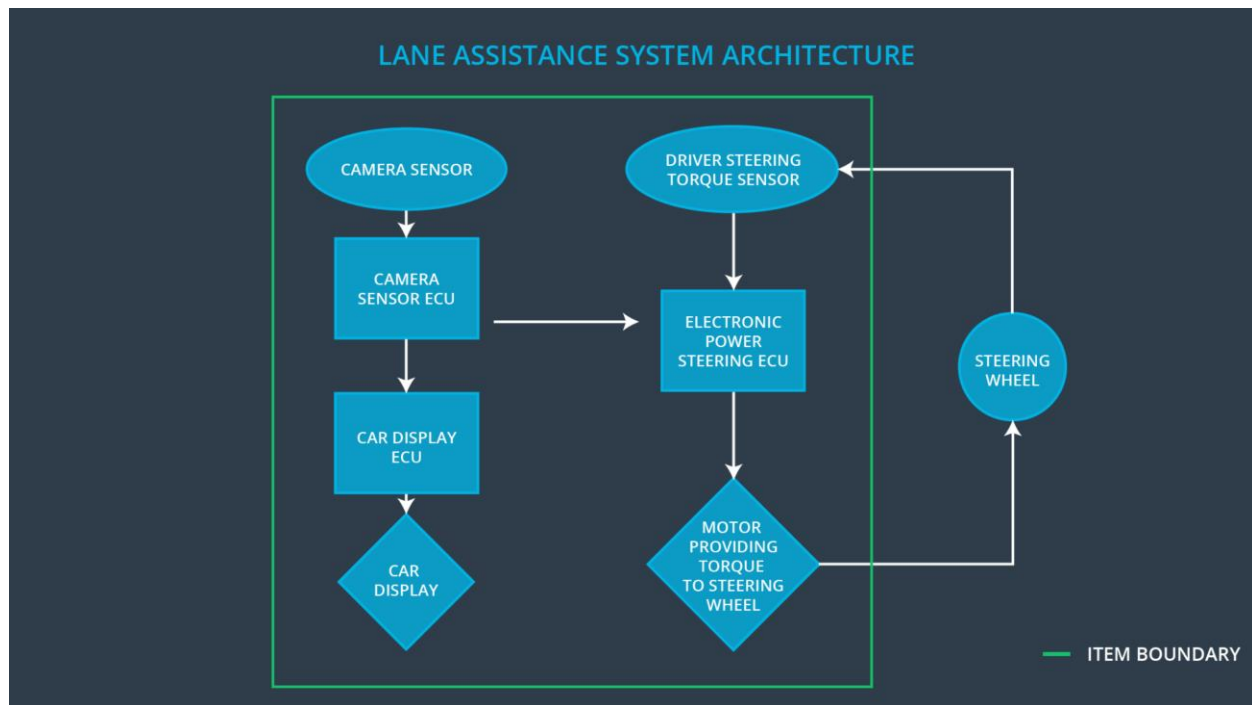 LANE ASSISTANCE SYSTEM ARCHITECTURE
CAMERA SENSOR
DRIVER STEERING
TORQUE SENSOR
CAMERA
SENSOR ECU
ELECTRONIC
POWER
STEERING ECU
STEERING
WHEEL
CAR DISPLAY
ECU
MOTOR
PROVIDING
TORQUE
TO STEERING
WHEEL
CAR
DISPLAY
ITEM BOUNDARY